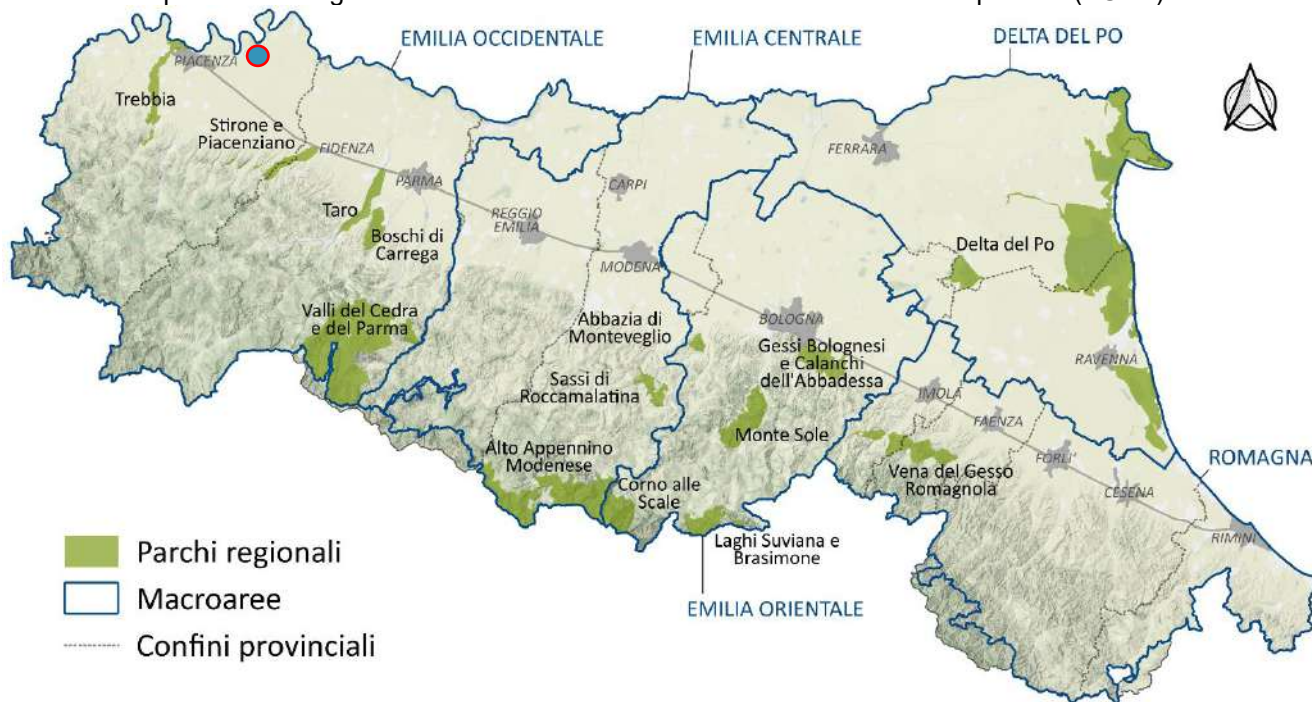 EMILIA OCCIDENTALE
EMILIA CENTRALE
DELTA DEL PO
PIACENZA
Trebbia
Stirone e
Piacenziano
FIDENZA
PARMA
Taro
Boschi di
Carrega
REGGIO
EMILIA
CARPI
MODENA
FERRARA
Delta del Po
Valli del Cedra
e del Parma
Abbazia di
Monteveglio
BOLOGNA
Gessi Bolognesi
e Calanchi
dell'Abbadessa
RAVENNA
Sassi di
Roccamalatina
IMOLA
FAENZA
Monte Sole
Alto Appennino
Modenese
FORLI'
ROMAGNA
Vena del Gesso
Romagnola
CESENA
Corno alle
Scale
RIMINI
Laghi Suviana e
Brasimone
EMILIA ORIENTALE
Parchi regionali
Macroaree
Confini provinciali